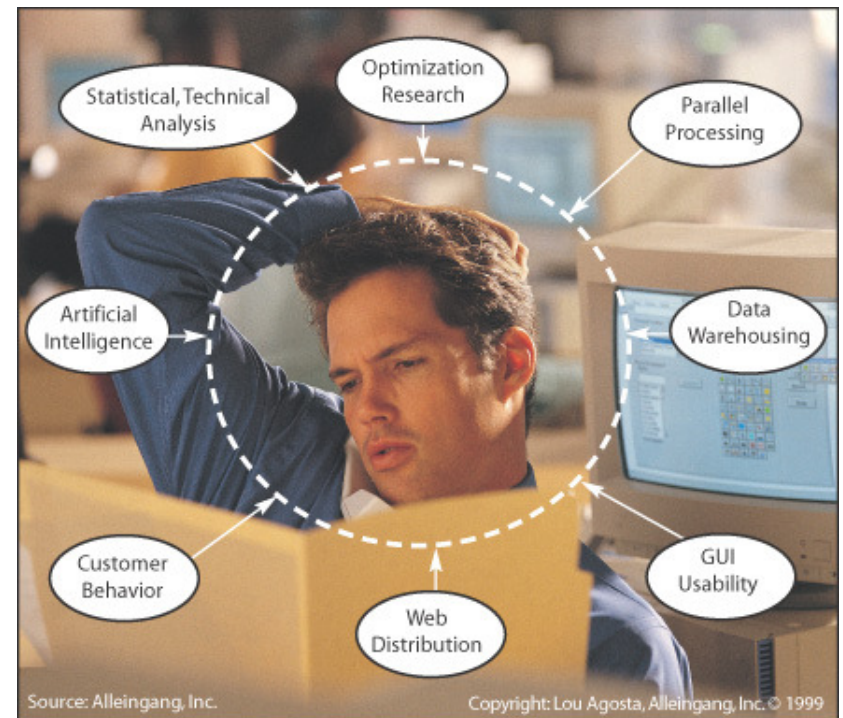 Optimization
Research
Statistical, Technical
Analysis
Parallel
Processing
Artificial
Intelligence
Data
Warehousing
Customer
Behavior
GUI
Usability
Web
Distribution
Source: Alleingang, Inc.
Copyright: Lou Agosta, Alleingang, Inc. © 1999